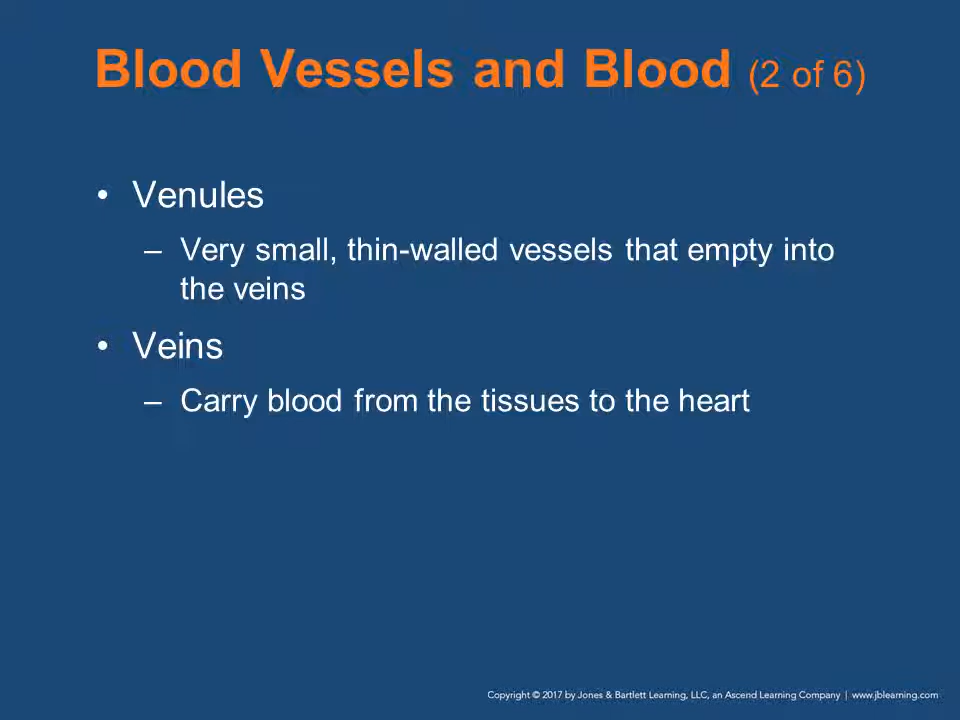 Blood Vessels and Blood (2 of 6)
• Venules
– Very small, thin-walled vessels that empty into
the veins
• Veins
– Carry blood from the tissues to the heart
Copyright © 2017 by Jones & Bartlett Learning, LLC, an Ascend Learning Company | www.jblearning.com